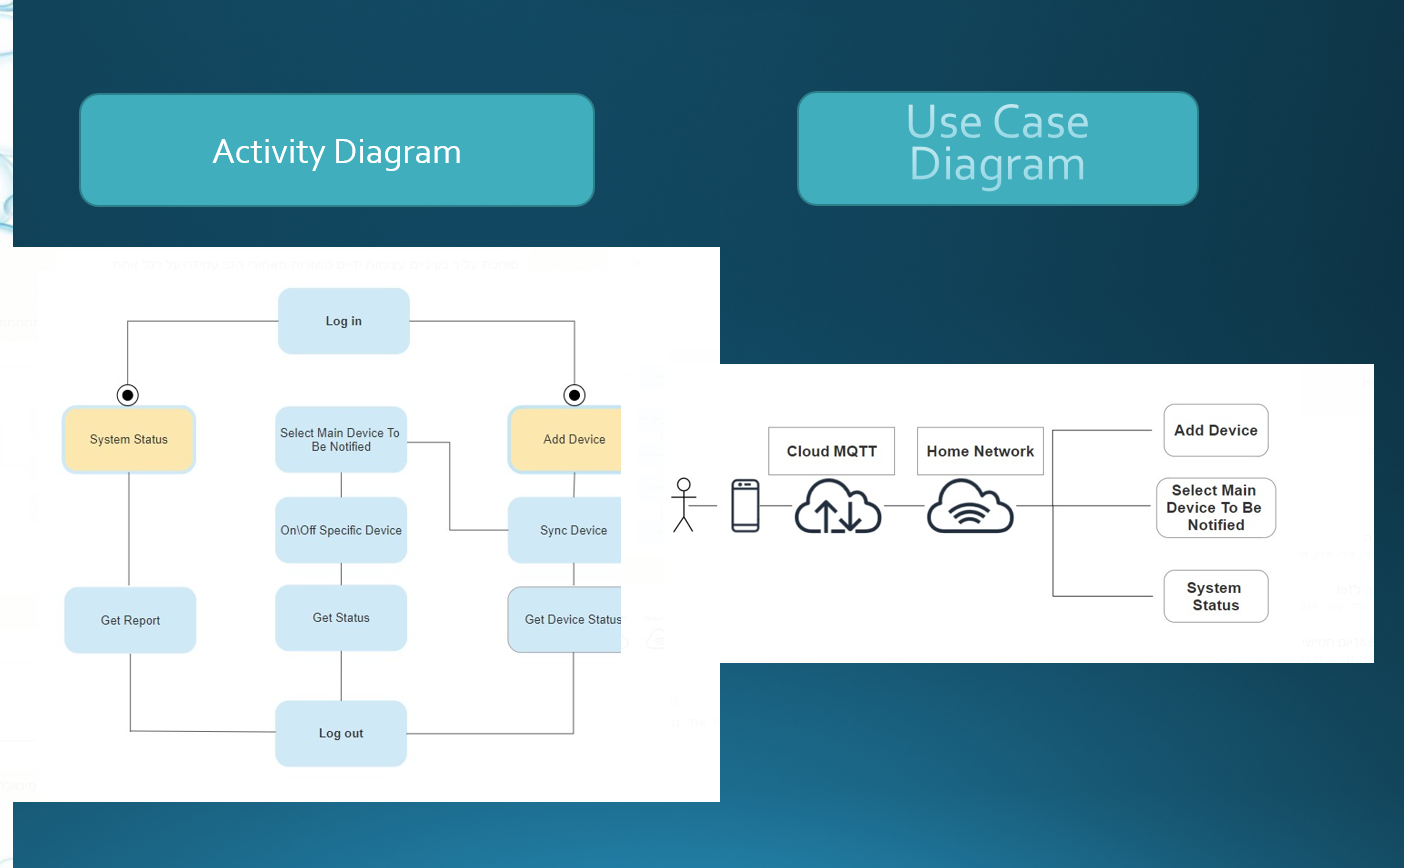 Activity Diagram
Use Case
Diagram
Log in
System Status
Select Main Device To
Be Notified
Add Device
On\Off Specific Device
Sync Device
Get Report
Get Status
Get Device Status
Log out
Cloud MQTT
Home Network
Add Device
Select Main
Device To Be
Notified
System
Status